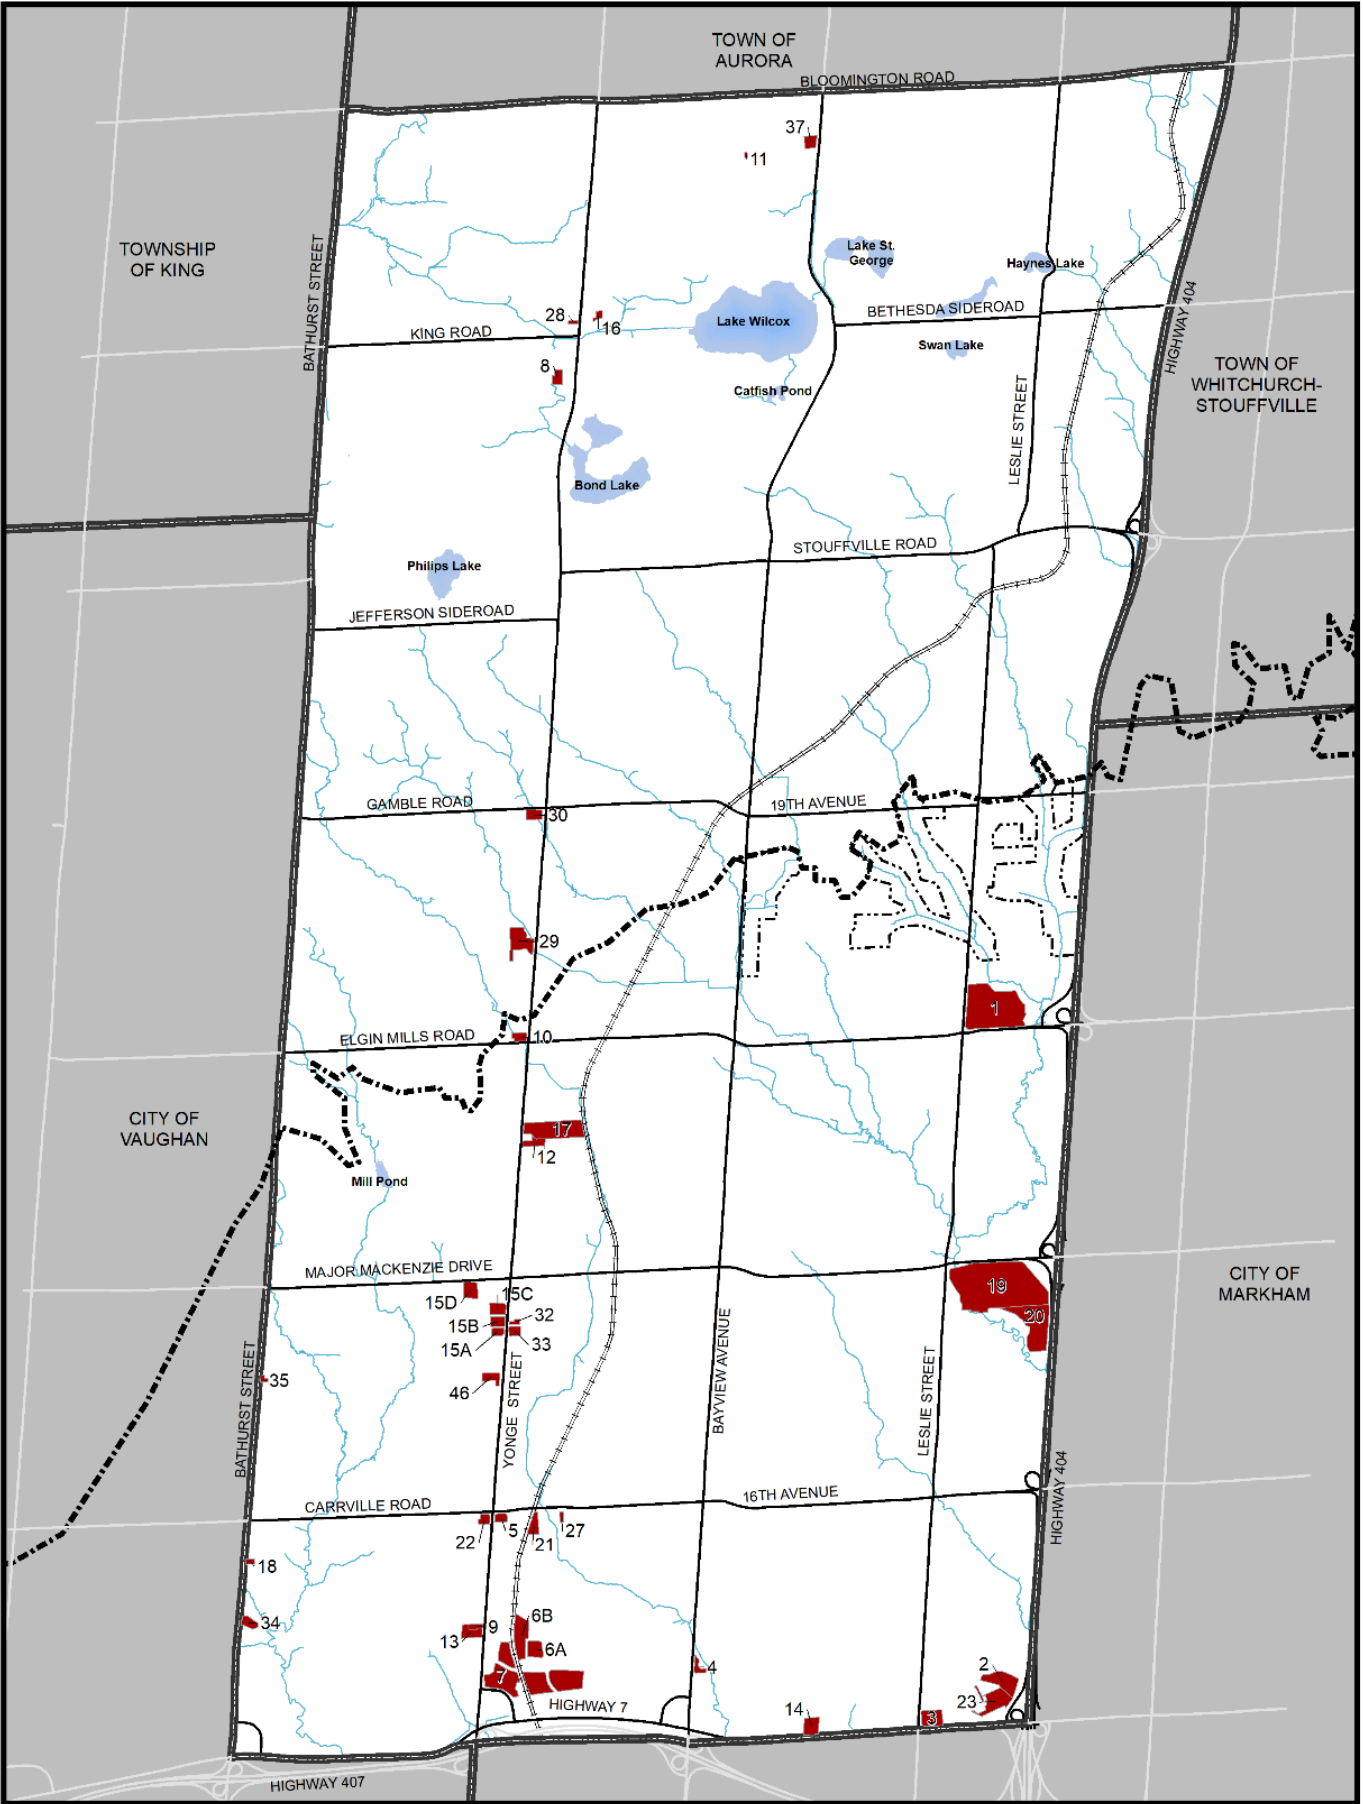 TOWN OF
AURORA
BLOOMINGTON ROAD
37
11
TOWNSHIP
OF KING
BATHURST STREET
Lake St.
George
Haynes Lake
HIGHWAY 404
28
16
KING ROAD
Lake Wilcox
BETHESDA SIDEROAD
Swan Lake
8
Catfish Pond
TOWN OF
WHITCHURCH-
STOUFFVILLE
LESLIE STREET
Bond Lake
STOUFFVILLE ROAD
Philips Lake
JEFFERSON SIDEROAD
GAMBLE ROAD
30
19TH AVENUE
29
1
ELGIN MILLS ROAD
10
CITY OF
VAUGHAN
17
12
Mill Pond
MAJOR MACKENZIE DRIVE
CITY OF
MARKHAM
19
20
15D
15C
15B
32
15A
33
BATHURST STREET
35
46
YONGE STREET
BAYVIEW AVENUE
LESLIE STREET
HIGHWAY 404
CARRVILLE ROAD
16TH AVENUE
22
5
21
27
18
34
6B
9
13
6A
7
4
2
23
HIGHWAY 7
14
3
HIGHWAY 407